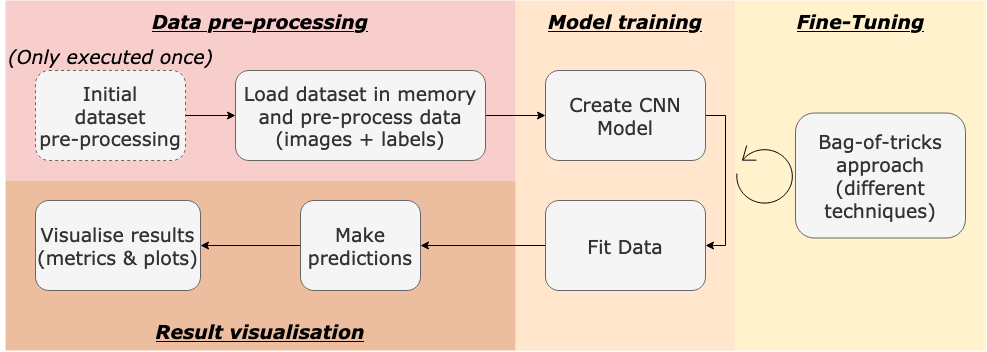 Data pre-processing
(Only executed once)
Initial
dataset
pre-processing
Load dataset in memory
and pre-process data
(images + labels)
Model training
Create CNN
Model
Fine-Tuning
Bag-of-tricks
approach
(different
techniques)
Fit Data
Make
predictions
Visualise results
(metrics & plots)
Result visualisation